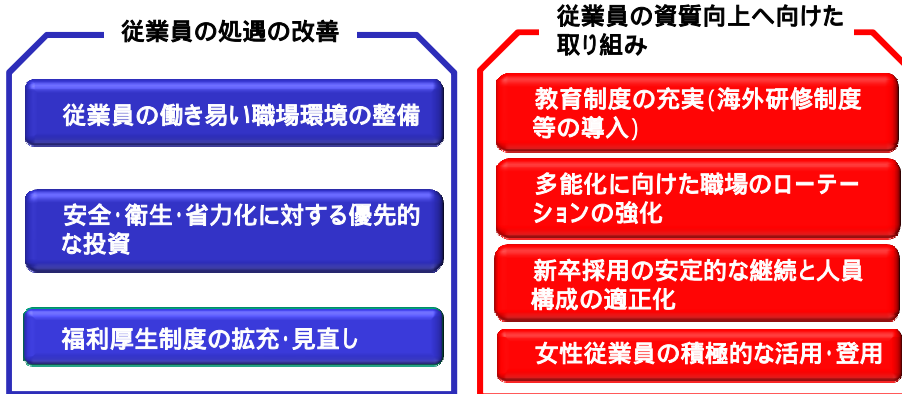 従業員の処遇の改善
従業員の働き易い職場環境の整備
安全･衛生･省力化に対する優先的
な投資
福利厚生制度の拡充･見直し
従業員の資質向上へ向けた
取り組み
教育制度の充実(海外研修制度
等の導入)
多能化に向けた職場のローテー
ションの強化
新卒採用の安定的な継続と人員
構成の適正化
女性従業員の積極的な活用･登用